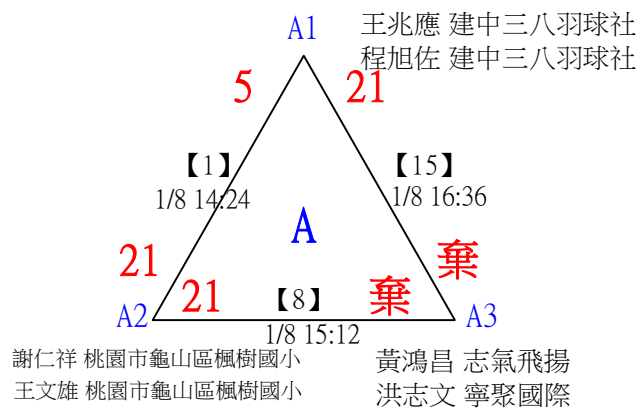 A1
王兆應 建中三八羽球社
程旭佐 建中三八羽球社
5
21
【1】
1/8 14:24
【15】
1/8 16:36
A
21
棄
21
棄
【8】
A2
A3
1/8 15:12
謝仁祥 桃園市龜山區楓樹國小
王文雄 桃園市龜山區楓樹國小
黃鴻昌 志氣飛揚
洪志文 寧聚國際